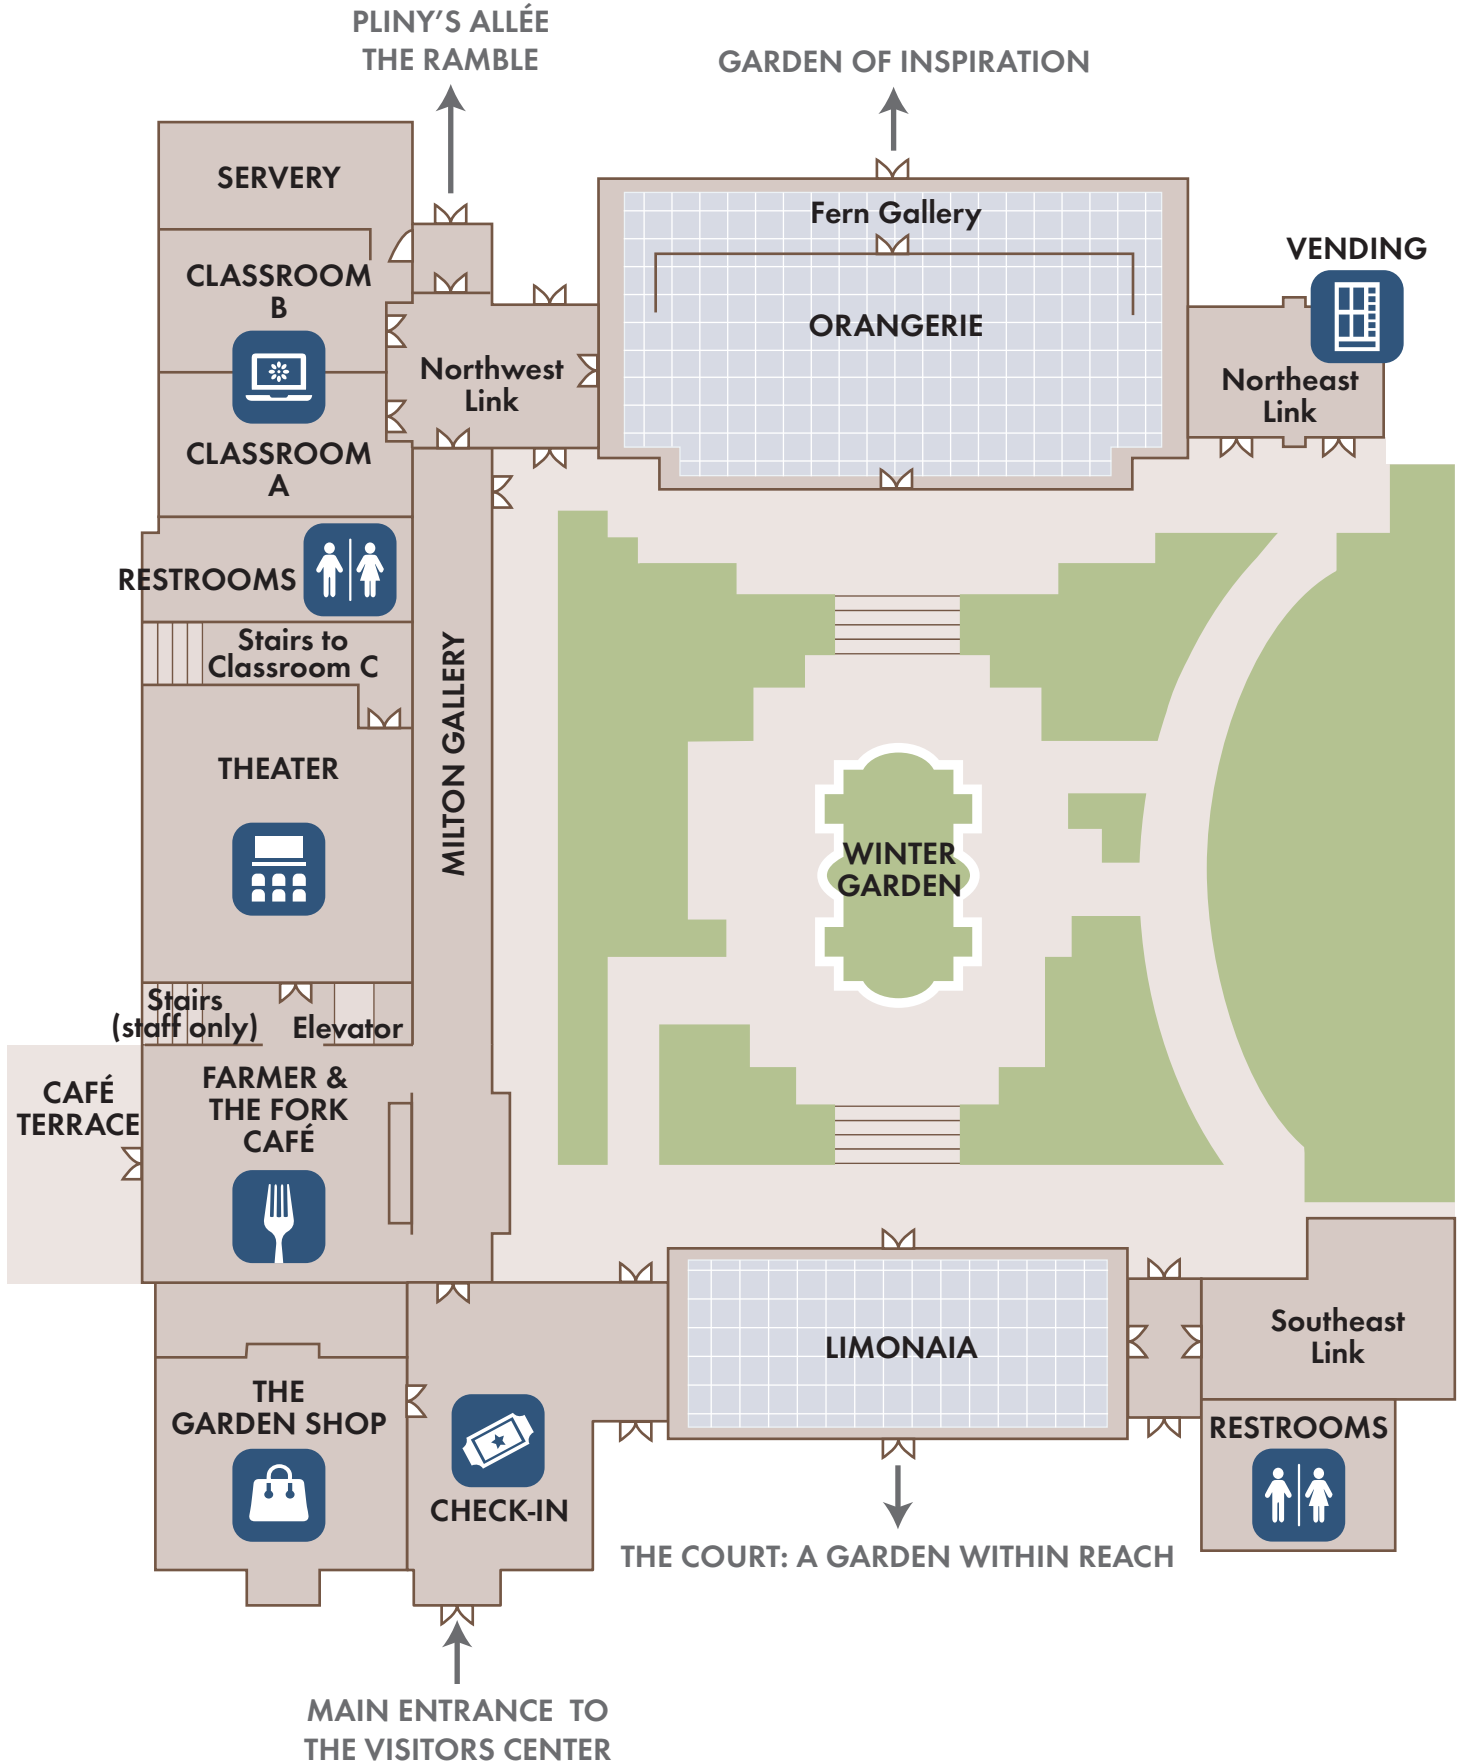 PLINY'S ALLÉE
THE RAMBLE
GARDEN OF INSPIRATION
SERVERY
Fern Gallery
VENDING
CLASSROOM
B
ORANGERIE
Northwest
Link
Northeast
Link
CLASSROOM
A
RESTROOMS
Stairs to
Classroom C
MILTON GALLERY
THEATER
WINTER
GARDEN
Stairs
(staff only)
Elevator
CAFÉ
TERRACE
FARMER &
THE FORK
CAFÉ
LIMONAIA
Southeast
Link
THE
GARDEN SHOP
RESTROOMS
CHECK-IN
THE COURT: A GARDEN WITHIN REACH
MAIN ENTRANCE TO
THE VISITORS CENTER